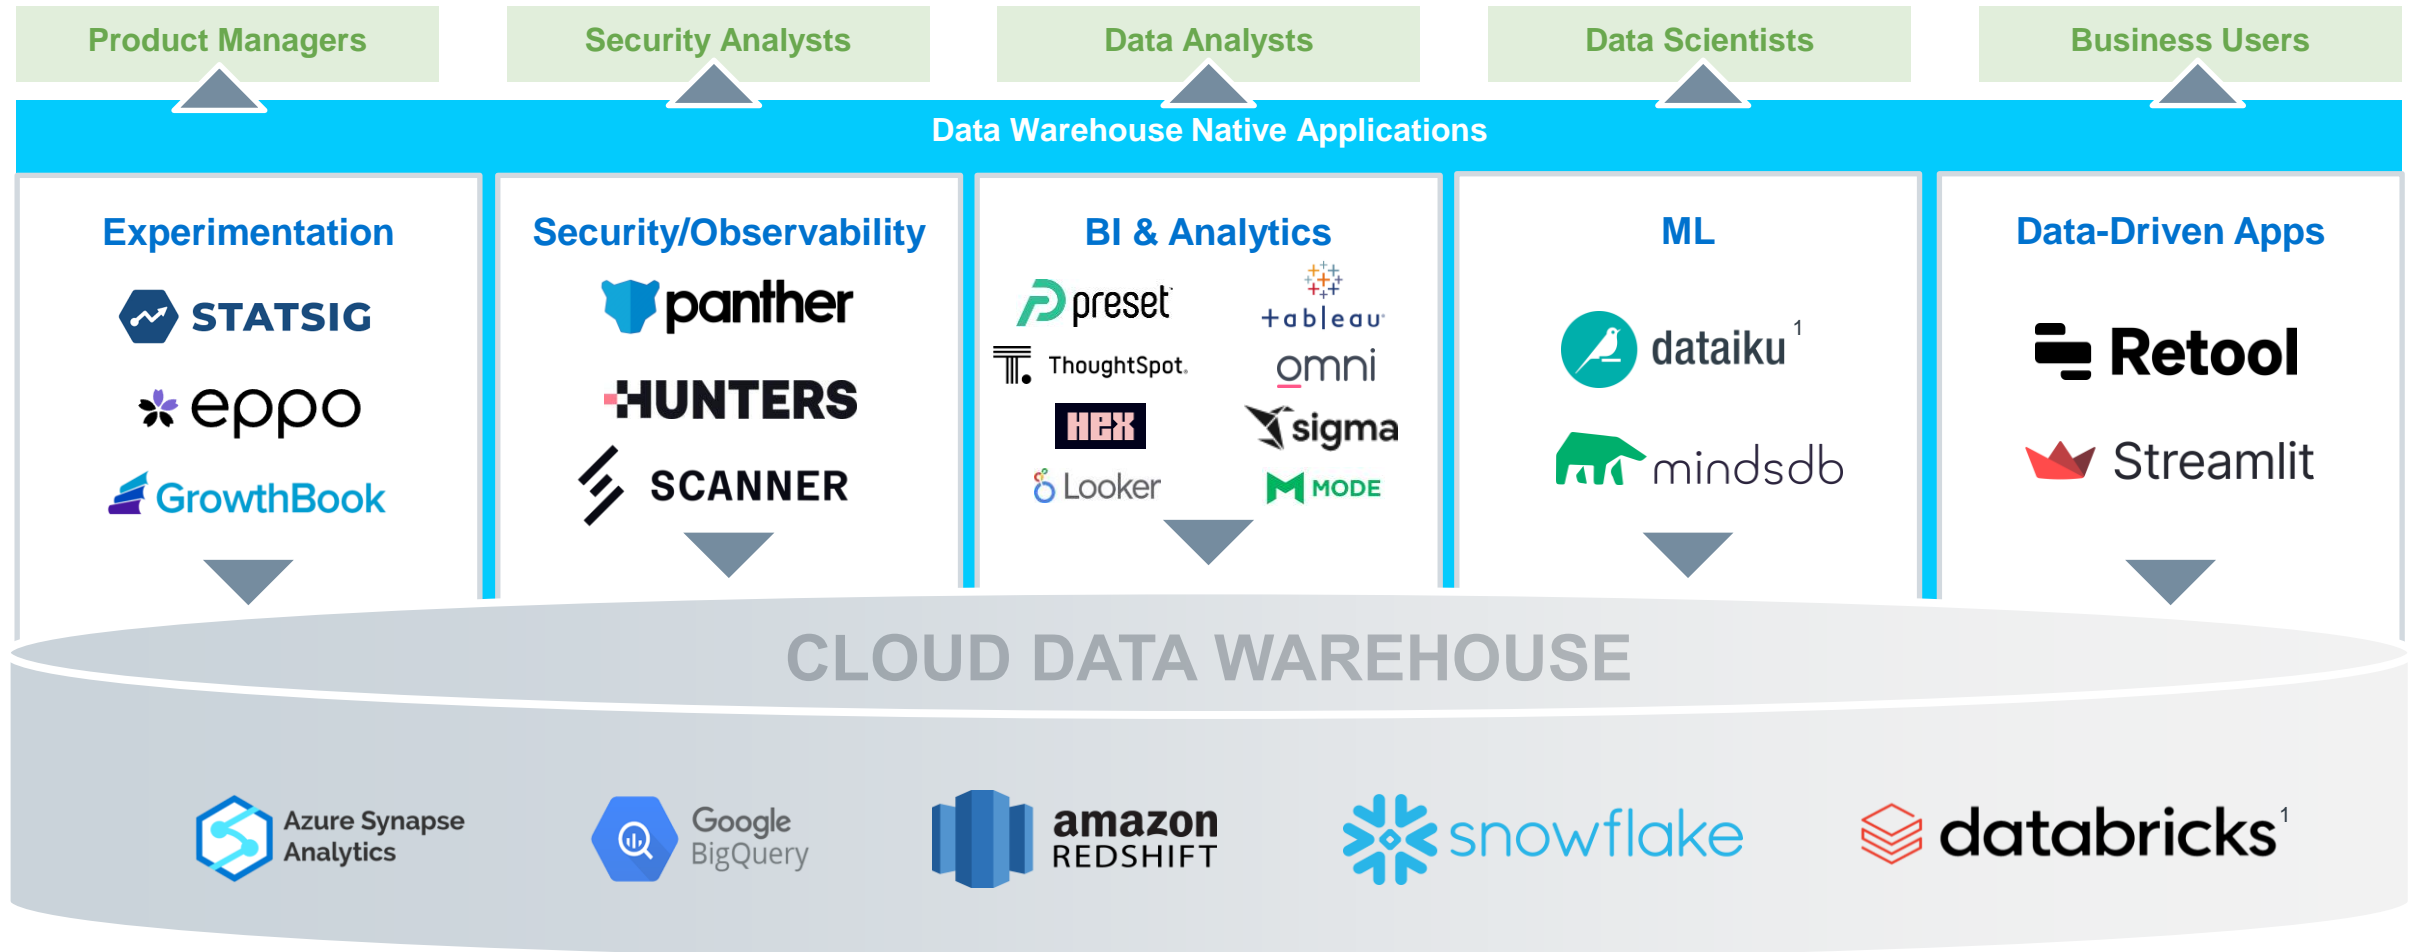 Product Managers
Security Analysts
Data Analysts
Data Scientists
Business Users
Data Warehouse Native Applications
Experimentation
STATSIG
eppo
GrowthBook
Security/Observability
panther
HUNTERS
SCANNER
BI & Analytics
preset
+ableau
T. ThoughtSpot.
omni
HEX
sigma
Looker
MODE
ML
dataiku 1
mindsdb
Data-Driven Apps
Retool
Streamlit
CLOUD DATA WAREHOUSE
Azure Synapse
Analytics
Google
BigQuery
amazon
REDSHIFT
snowflake
databricks 1